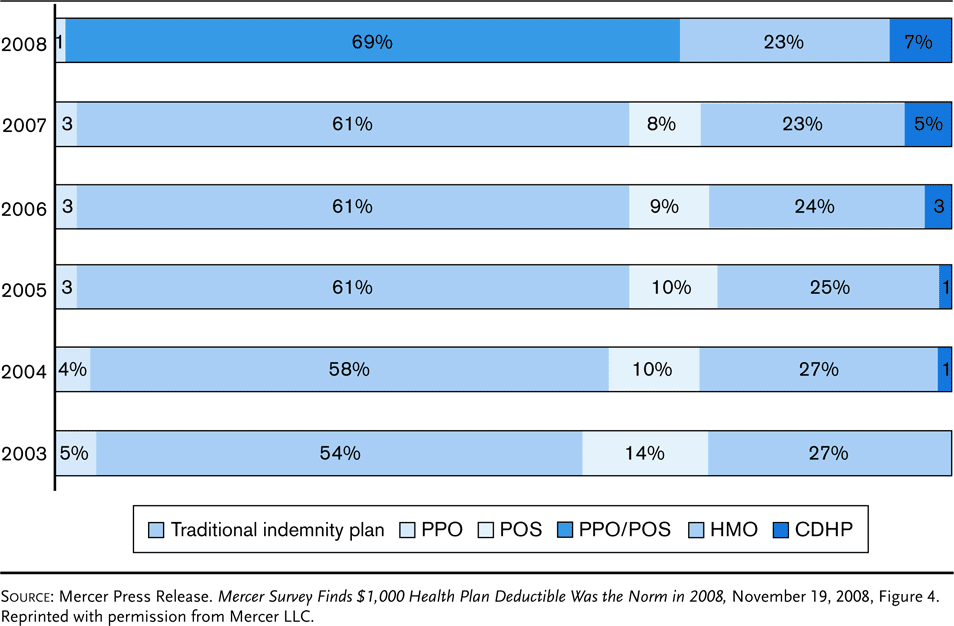 2008 1 69% 23% 7%
2007 3 61% 8% 23% 5%
2006 3 61% 9% 24% 3
2005 3 61% 10% 25% 1
2004 4% 58% 10% 27% 1
2003 5% 54% 14% 27%
Traditional indemnity plan PPO POS PPO/POS HMO CDHP
SOURCE: Mercer Press Release. Mercer Survey Finds $1,000 Health Plan Deductible Was the Norm in 2008, November 19, 2008, Figure 4.
Reprinted with permission from Mercer LLC.